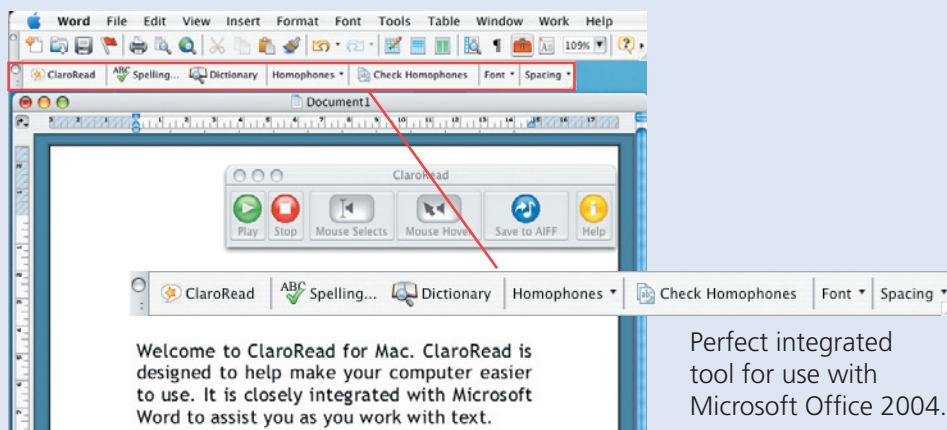 Word File Edit View Insert Format Font Tools Table Window Work Help
109%
ClaroRead ABC Spelling... Dictionary Homophones Check Homophones Font Spacing
Document1
ClaroRead
Play Stop Mouse Selects Mouse Hover Save to AIFF Help
ClaroRead ABC Spelling... Dictionary Homophones Check Homophones Font Spacing
Welcome to ClaroRead for Mac. ClaroRead is
designed to help make your computer easier
to use. It is closely integrated with Microsoft
Word to assist you as you work with text.
Perfect integrated
tool for use with
Microsoft Office 2004.